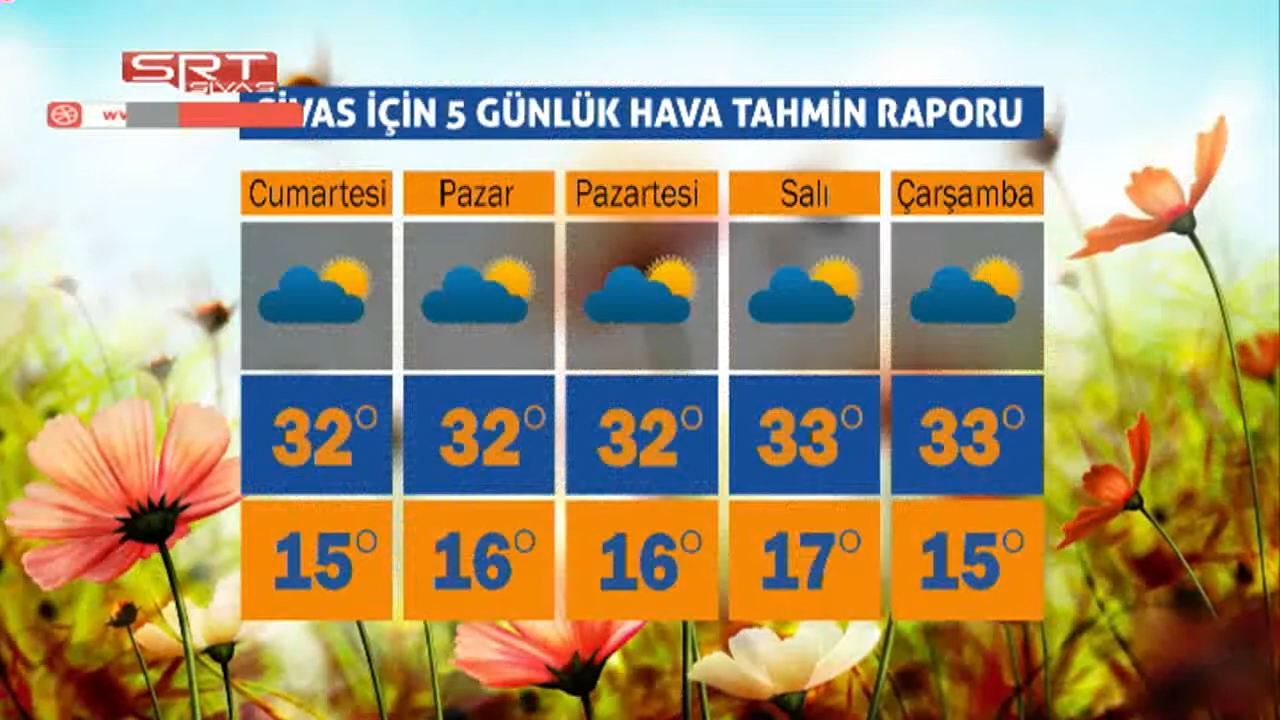 SRT
SİVAS
SİVAS İÇİN 5 GÜNLÜK HAVA TAHMİN RAPORU
Cumartesi Pazar Pazartesi Salı Çarşamba
32° 32° 32° 33° 33°
15° 16° 16° 17° 15°